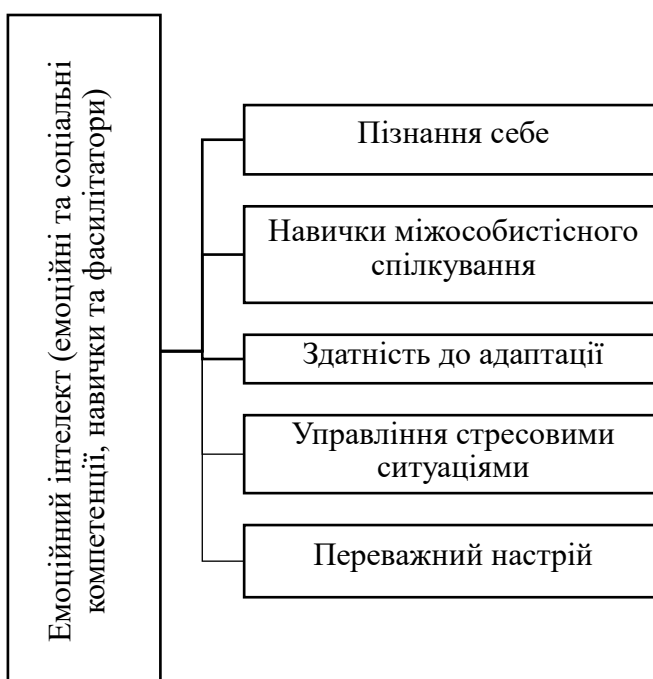 Емоційний інтелект (емоційні та соціальні
компетенції, навички та фасилітатори)
Пізнання себе
Навички міжособистісного
спілкування
Здатність до адаптації
Управління стресовими
ситуаціями
Переважний настрій